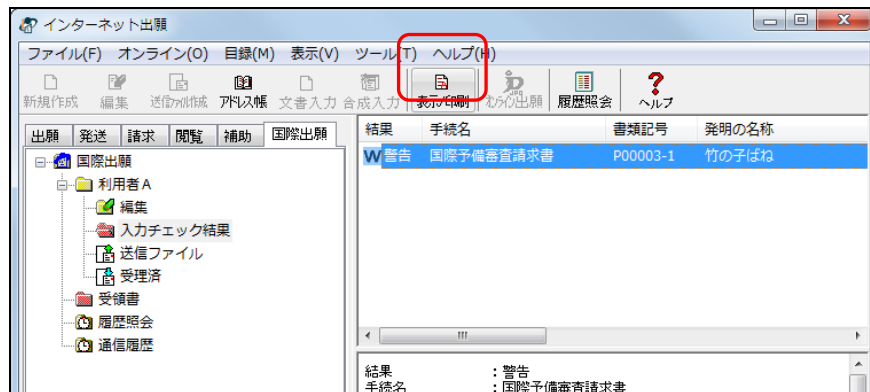 インターネット出願
ファイル(F) オンライン(O) 目録(M) 表示(V) ツール(T) ヘルプ(H)
新規作成 編集 送信ファイル作成 アドレス帳 文書入力 合成入力 表示/印刷 オンライン出願 履歴照会 ヘルプ
出願 発送 請求 閲覧 補助 国際出願
国際出願
利用者A
編集
入力チェック結果
送信ファイル
受理済
受領書
履歴照会
通信履歴
結果 手続名 書類記号 発明の名称
W警告 国際予備審査請求書 P00003-1 竹の子ばね
結果 :警告
手続名 :国際予備審査請求書